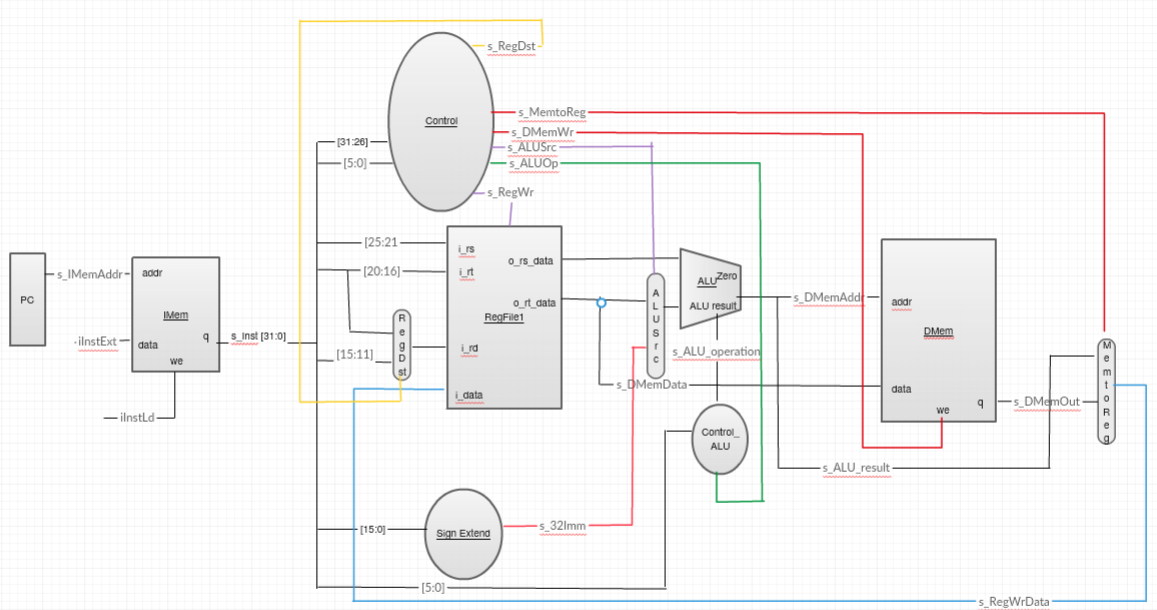 s_RegDst
s_MemtoReg
Control
s_DMemWr
[31:26]
s_ALUSrc
[5:0]
s_ALUOp
s_RegWr
[25:21
i_rs
o_rs_data
[20:16]
i_rt
s_IMemAddr
addr
ALU
Zero
PC
IMem
o_rt_data
ALU result
RegFile1
ALUSrc
s_DMemAddr
addr
DMem
iInstExt
data
q
s_Inst [31:0]
we
RegDst
[15:11]
i_rd
s_ALU_operation
MemtoReg
s_DMemData
data
i_data
we
q
s_DMemOut
iInstLd
Control_
ALU
s_ALU_result
[15:0]
Sign Extend
s_32Imm
[5:0]
s_RegWrData